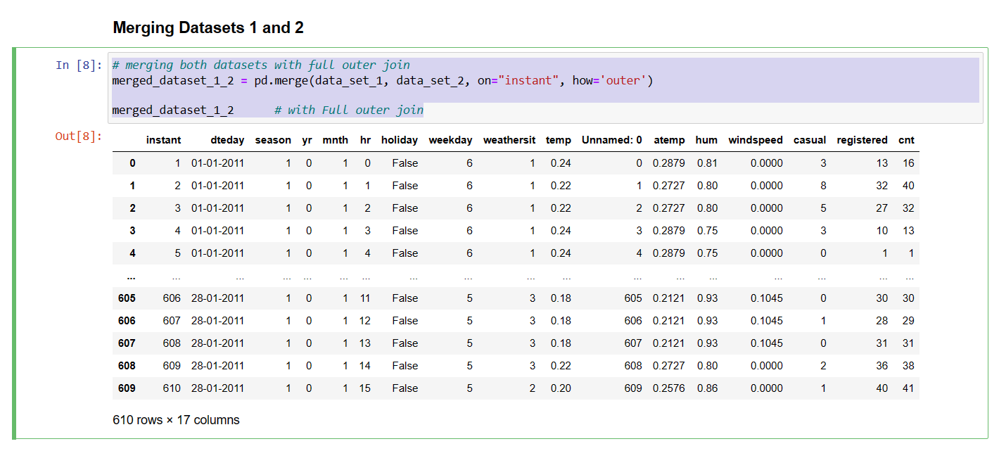 Merging Datasets 1 and 2
In [8]: # merging both datasets with full outer join
merged_dataset_1_2 = pd.merge(data_set_1, data_set_2, on="instant", how='outer')
merged_dataset_1_2 # with Full outer join
Out[8]:
instant dteday season yr mnth hr holiday weekday weathersit temp Unnamed: 0 atemp hum windspeed casual registered cnt
0 1 01-01-2011 1 0 1 0 False 6 1 0.24 0 0.2879 0.81 0.0000 3 13 16
1 2 01-01-2011 1 0 1 1 False 6 1 0.22 1 0.2727 0.80 0.0000 8 32 40
2 3 01-01-2011 1 0 1 2 False 6 1 0.22 2 0.2727 0.80 0.0000 5 27 32
3 4 01-01-2011 1 0 1 3 False 6 1 0.24 3 0.2879 0.75 0.0000 3 10 13
4 5 01-01-2011 1 0 1 4 False 6 1 0.24 4 0.2879 0.75 0.0000 0 1 1
... ... ... ... ... ... ... ... ... ... ... ... ... ... ... ... ... ...
605 606 28-01-2011 1 0 1 11 False 5 3 0.18 605 0.2121 0.93 0.1045 0 30 30
606 607 28-01-2011 1 0 1 12 False 5 3 0.18 606 0.2121 0.93 0.1045 1 28 29
607 608 28-01-2011 1 0 1 13 False 5 3 0.18 607 0.2121 0.93 0.1045 0 31 31
608 609 28-01-2011 1 0 1 14 False 5 3 0.22 608 0.2727 0.80 0.0000 2 36 38
609 610 28-01-2011 1 0 1 15 False 5 2 0.20 609 0.2576 0.86 0.0000 1 40 41
610 rows × 17 columns